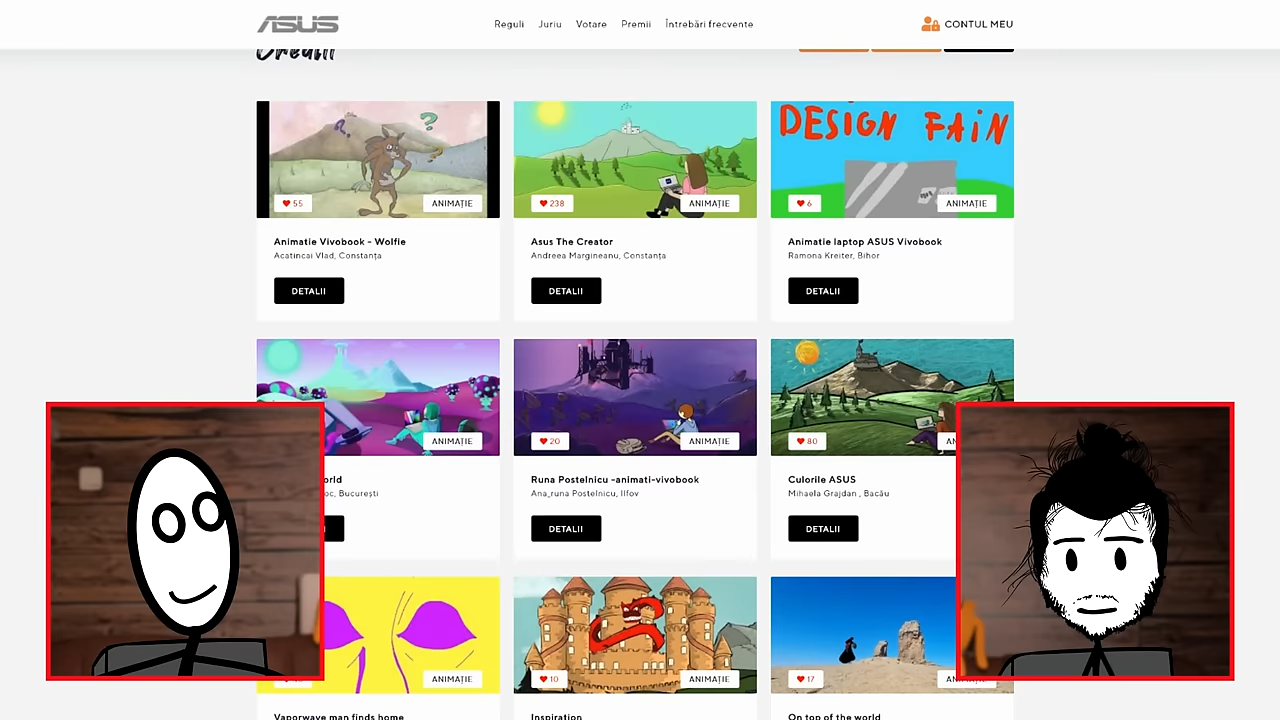 ASUS
Reguli Juriu Votare Premii Întrebări frecvente
CONTUL MEU
Creații
? ?
DESIGN FAiN
55 ANIMAȚIE
238 ANIMAȚIE
6 ANIMAȚIE
Animatie Vivobook - Wolfie
Acatincai Vlad, Constanța
DETALII
Asus The Creator
Andreea Margineanu, Constanța
DETALII
Animatie laptop ASUS Vivobook
Ramona Kreiter, Bihor
DETALII
ANIMAȚIE
20 ANIMAȚIE
80 AN
orld
oc, București
Runa Postelnicu -animati-vivobook
Ana_runa Postelnicu, Ilfov
DETALII
Culorile ASUS
Mihaela Grajdan , Bacău
DETALII
ANIMAȚIE
10 ANIMAȚIE
17
Vaporwave man finds home
Inspiration
On top of the world